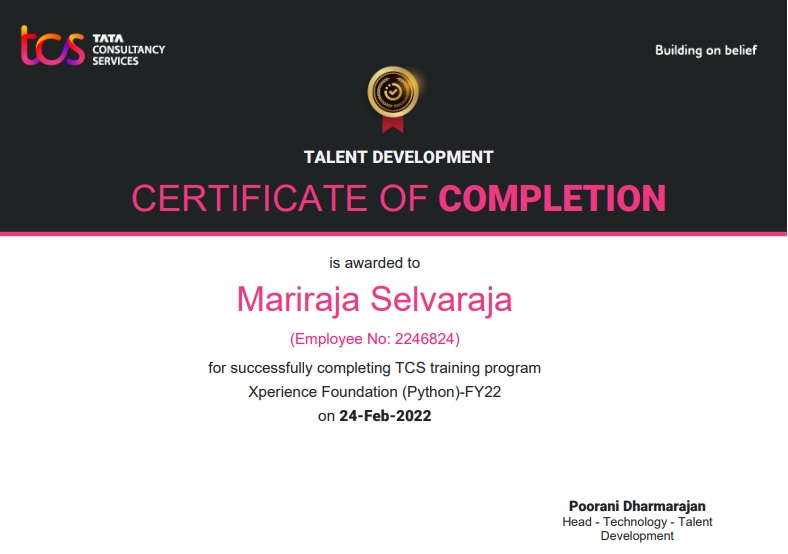 tcs TATA
CONSULTANCY
SERVICES
Building on belief
TALENT DEVELOPMENT
CERTIFICATE OF COMPLETION
is awarded to
Mariraja Selvaraja
(Employee No: 2246824)
for successfully completing TCS training program
Xperience Foundation (Python)-FY22
on 24-Feb-2022
Poorani Dharmarajan
Head - Technology - Talent
Development